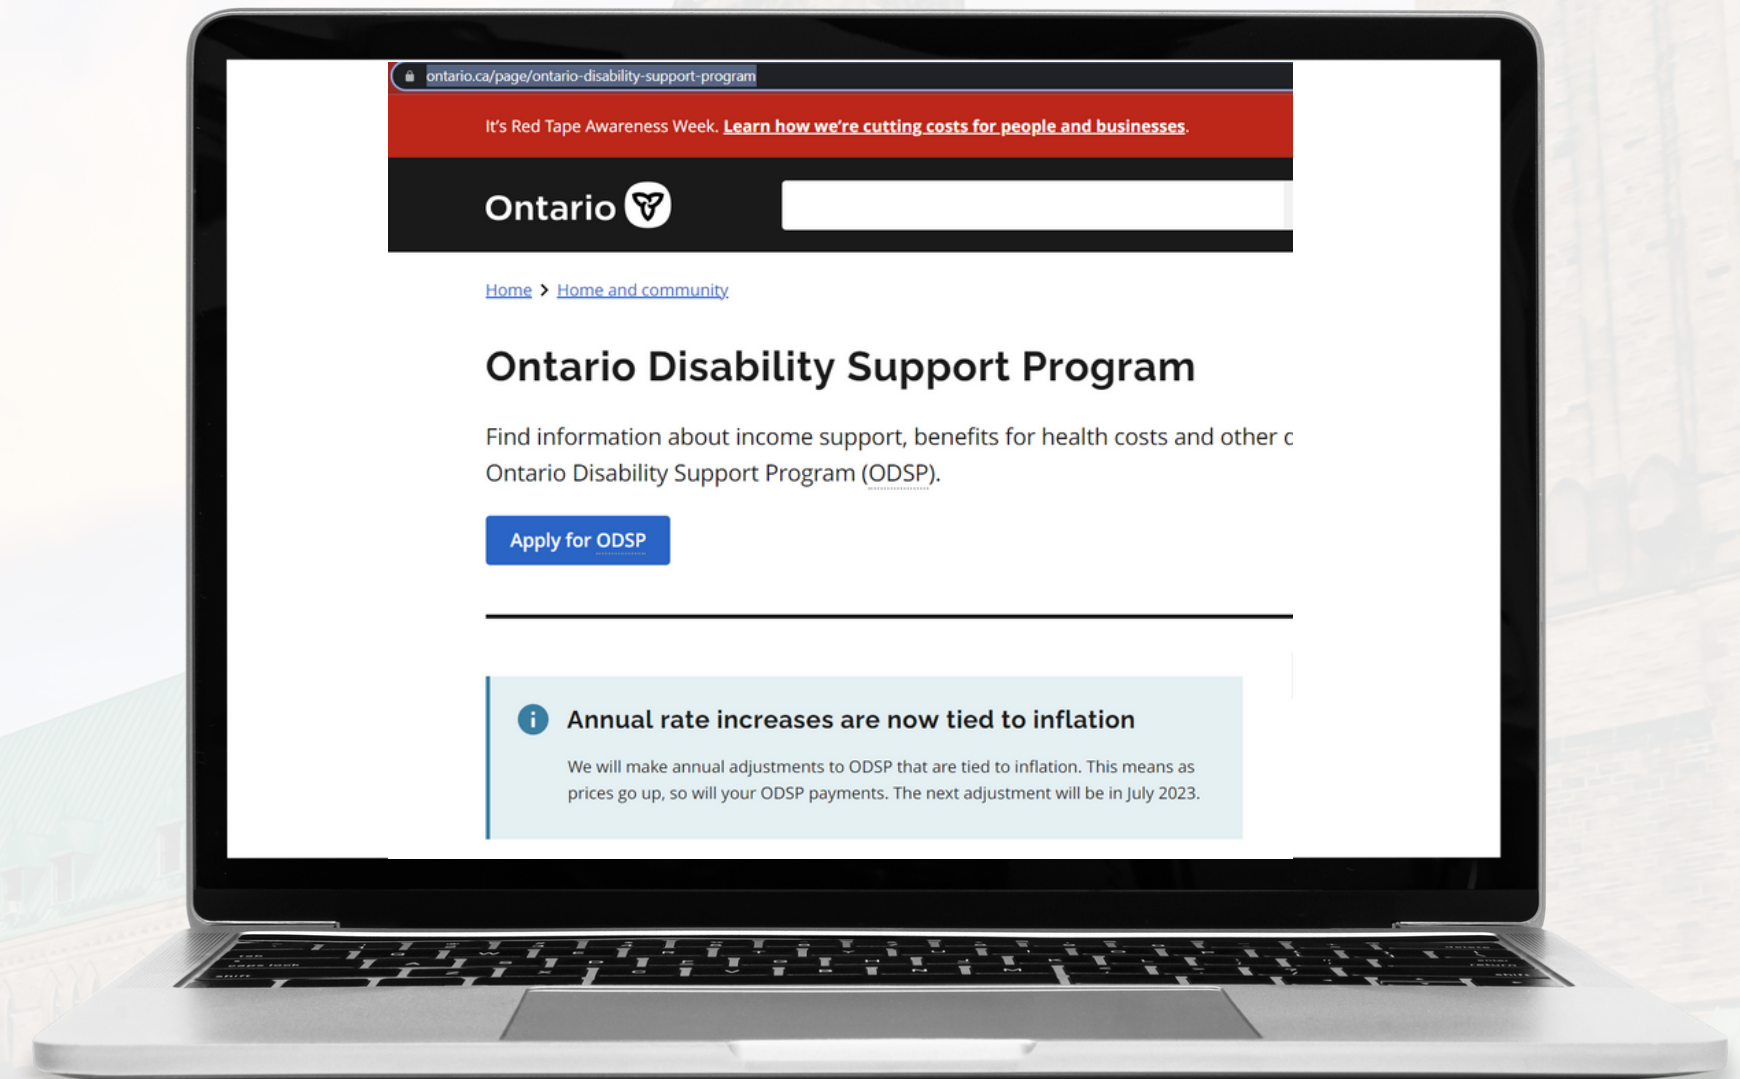 ontario.ca/page/ontario-disability-support-program
It's Red Tape Awareness Week. Learn how we're cutting costs for people and businesses.
Ontario
Home > Home and community
Ontario Disability Support Program
Find information about income support, benefits for health costs and other
Ontario Disability Support Program (ODSP).
Apply for ODSP
Annual rate increases are now tied to inflation
We will make annual adjustments to ODSP that are tied to inflation. This means as
prices go up, so will your ODSP payments. The next adjustment will be in July 2023.
tab
caps lock
shift